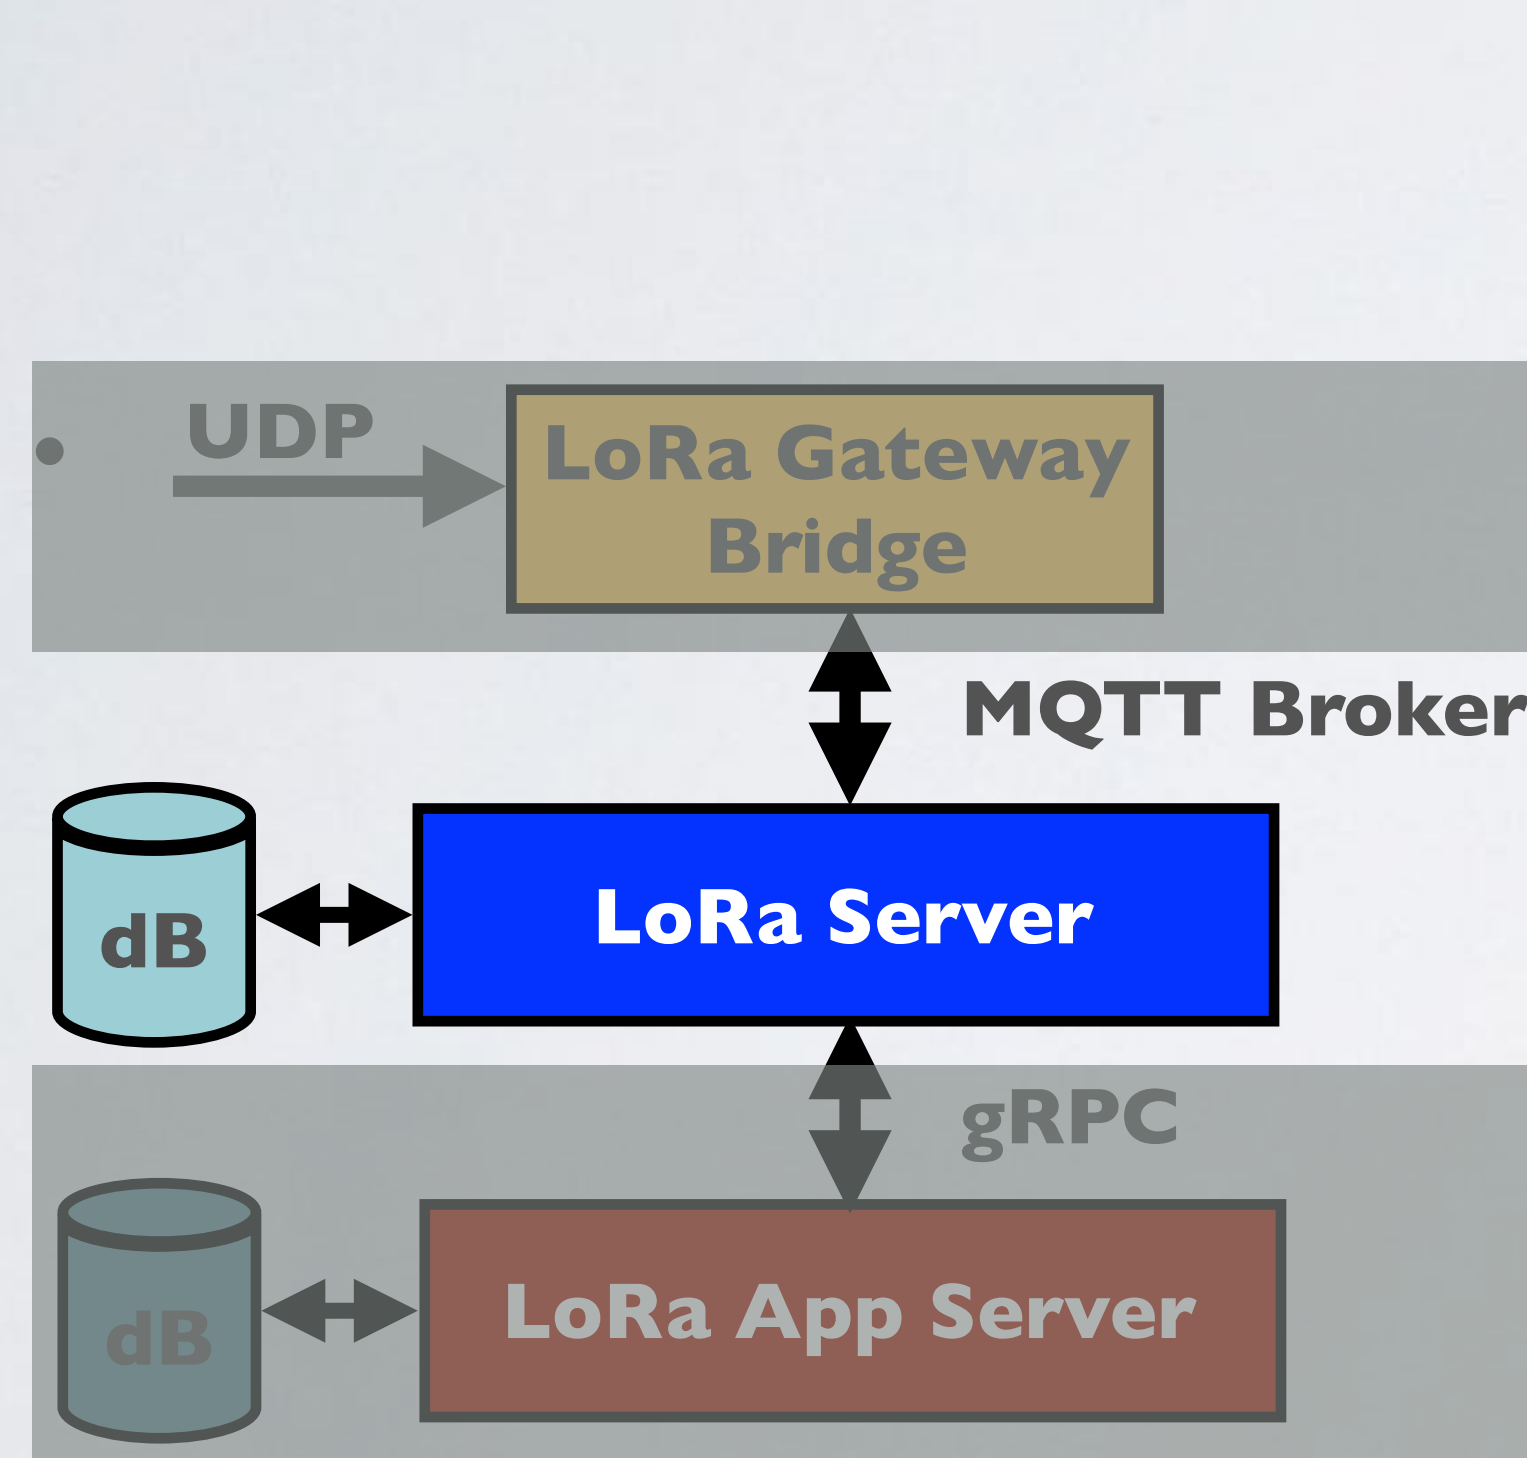 UDP
LoRa Gateway
Bridge
MQTT Broker
dB
LoRa Server
gRPC
dB
LoRa App Server